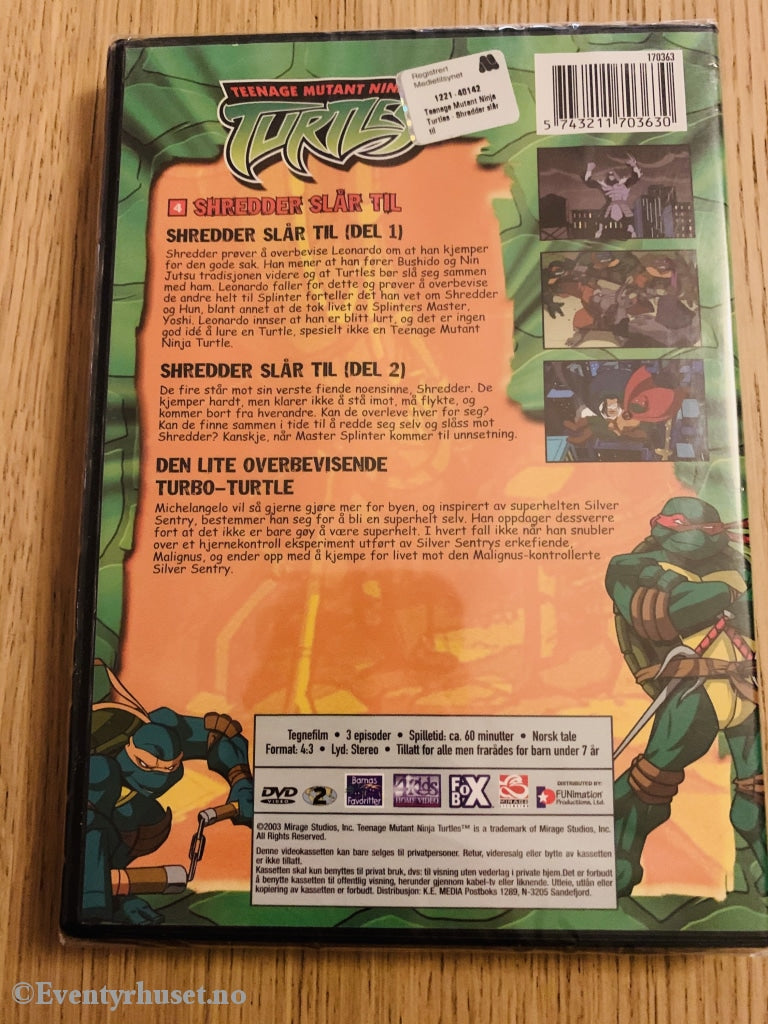 TEENAGE MUTANT NIN
TURTLES
Registrert
Medietilsynet
1221-40142
Teenage Mutant Ninja
Turtles - Shredder slår
til
170363
5 743211 703630
4 SHREDDER SLÅR TIL
SHREDDER SLÅR TIL (DEL 1)
Shredder prøver å overbevise Leonardo om at han kjemper
for den gode sak. Han mener at han fører Bushido og Nin
Jutsu tradisjonen videre og at Turtles bør slå seg sammen
med ham. Leonardo faller for dette og prøver å overbevise
de andre helt til Splinter forteller det han vet om Shredder
og Hun, blant annet at de tok livet av Splinters Master,
Yoshi. Leonardo innser at han er blitt lurt, og det er ingen
god idé å lure en Turtle, spesielt ikke en Teenage Mutant
Ninja Turtle.
SHREDDER SLÅR TIL (DEL 2)
De fire står mot sin verste fiende noensinne, Shredder. De
kjemper hardt, men klarer ikke å stå imot, må flykte, og
kommer bort fra hverandre. Kan de overleve hver for seg?
Kan de finne sammen i tide til å redde seg selv og slåss mot
Shredder? Kanskje, når Master Splinter kommer til unnsetning.
DEN LITE OVERBEVISENDE
TURBO-TURTLE
Michelangelo vil så gjerne gjøre mer for byen, og inspirert av superhelten Silver
Sentry, bestemmer han seg for å bli en superhelt selv. Han oppdager dessverre
fort at det ikke er bare gøy å være superhelt. I hvert fall ikke når han snubler
over et hjernekontroll eksperiment utført av Silver Sentrys erkefiende,
Malignus, og ender opp med å kjempe for livet mot den Malignus-kontrollerte
Silver Sentry.
Tegnefilm • 3 episoder • Spilletid: ca. 60 minutter • Norsk tale
Format: 4:3 • Lyd: Stereo • Tillatt for alle men frarådes for barn under 7 år
DVD VIDEO 2 Barnas Favoritter 4Kids HOME VIDEO FOX BOX MIRAGE DISTRIBUTED BY: FUNimation Productions, Ltd.
©2003 Mirage Studios, Inc. Teenage Mutant Ninja Turtles™ is a trademark of Mirage Studios, Inc.
All Rights Reserved.
Denne videokassetten kan bare selges til privatpersoner. Retur, videresalg eller bytte av kassetten
er ikke tillatt.
Kassetten skal kun benyttes til privat bruk, dvs: til visning uten vederlag i private hjem.Det er forbudt
å benytte kassetten til offentlig visning, herunder gjennom kabel-tv eller liknende. Utleie, utlån eller
kopiering av kassetten er forbudt. Distribusjon: K.E. MEDIA Postboks 1289, N-3205 Sandefjord.
©Eventyrhuset.no